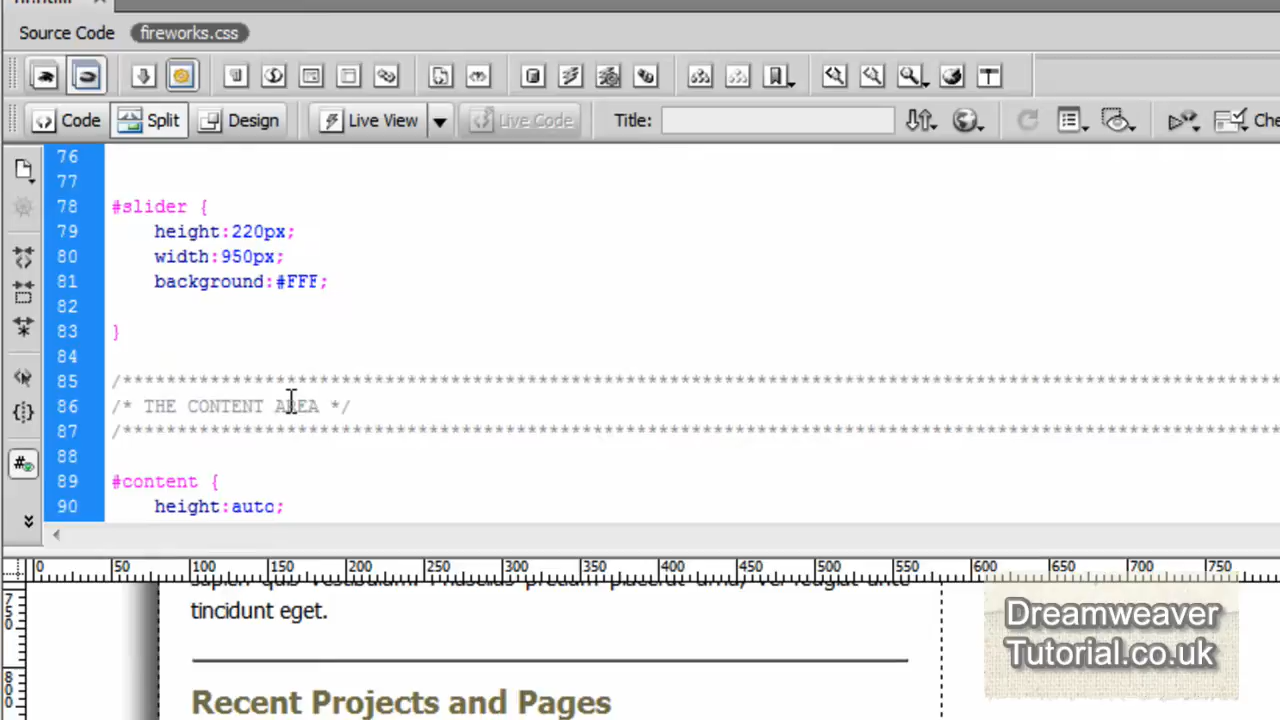 Source Code fireworks.css
Code Split Design Live View Live Code Title:
76
77
78 #slider {
79 height:220px;
80 width:950px;
81 background:#FFF;
82
83 }
84
85 /****************************************************************************************************************
86 /* THE CONTENT AREA */
87 /****************************************************************************************************************
88
89 #content {
90 height:auto;
0 50 100 150 200 250 300 350 400 450 500 550 600 650 700 750
tincidunt eget.
Recent Projects and Pages
Dreamweaver
Tutorial.co.uk